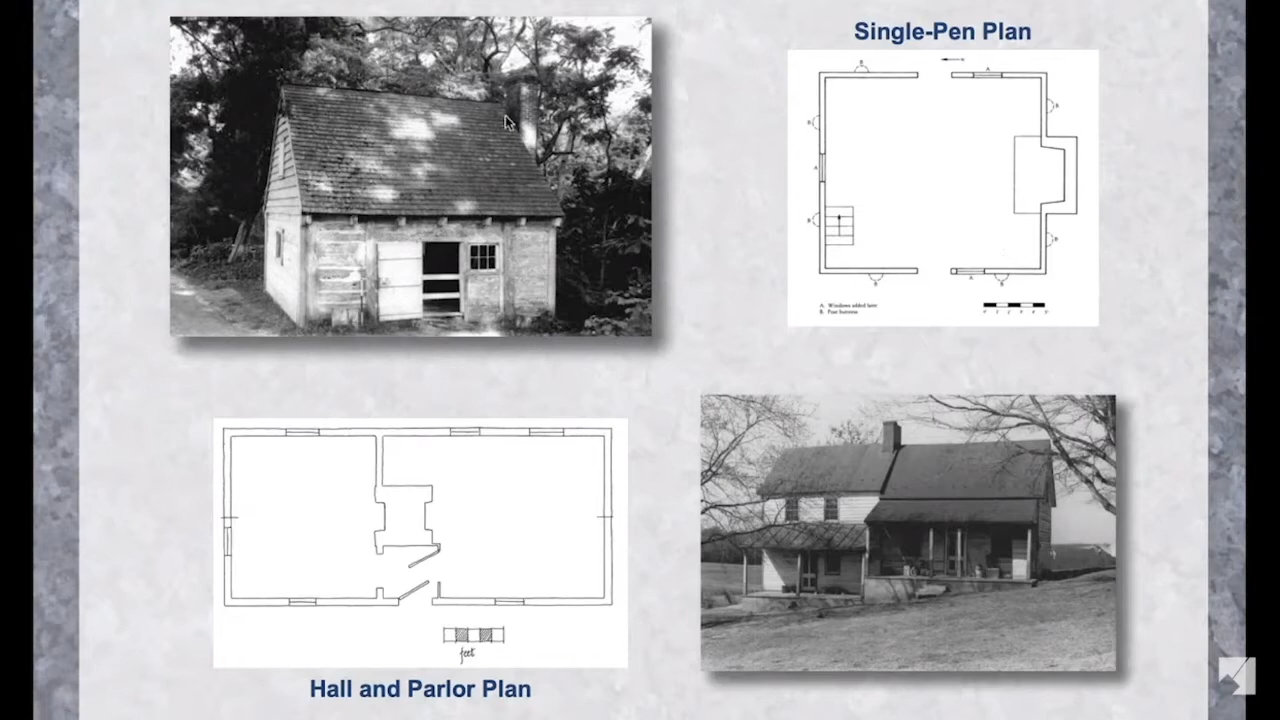 Single-Pen Plan
A. Windows added later
B. Post buttress
feet
Hall and Parlor Plan